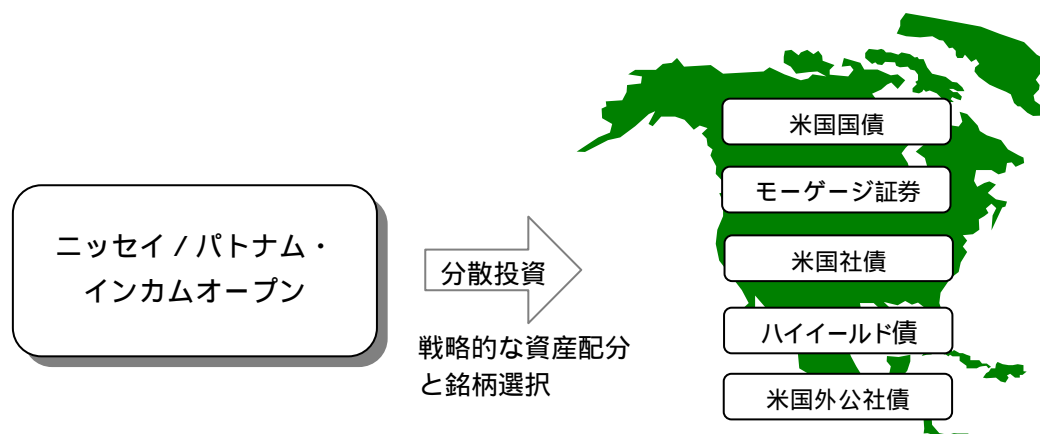 ニッセイ / パトナム・
インカムオープン
分散投資
戦略的な資産配分
と銘柄選択
米国国債
モーゲージ証券
米国社債
ハイイールド債
米国外公社債